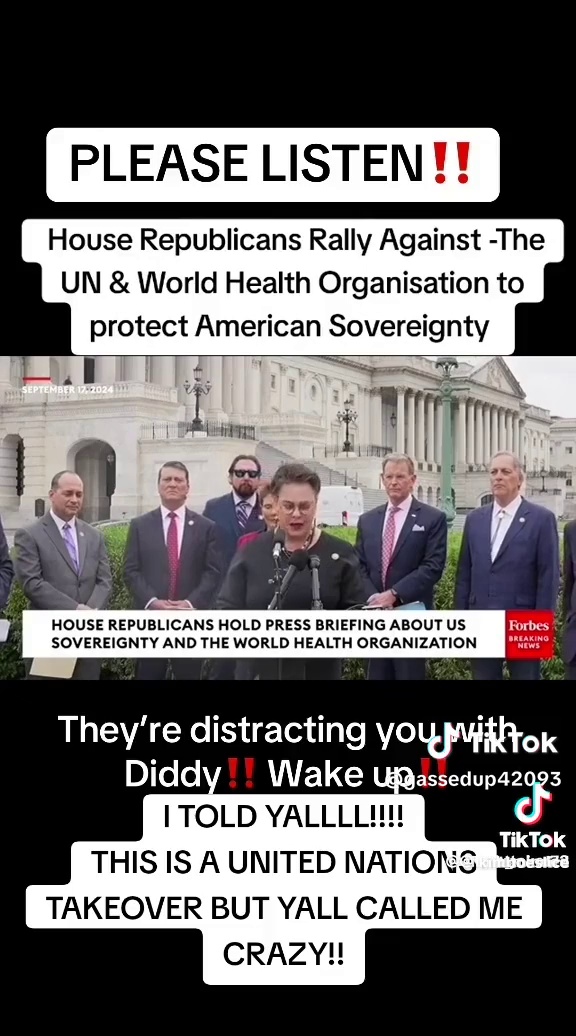 PLEASE LISTEN‼️
House Republicans Rally Against -The
UN & World Health Organisation to
protect American Sovereignty
SEPTEMBER 17, 2024
HOUSE REPUBLICANS HOLD PRESS BRIEFING ABOUT US
SOVEREIGNTY AND THE WORLD HEALTH ORGANIZATION
Forbes
BREAKING
NEWS
They're distracting you with
Diddy‼️ Wake up‼️
TikTok
@gassedup42093
I TOLD YALLLL!!!!
TikTok
THIS IS A UNITED NATIONS
TAKEOVER BUT YALL CALLED ME
CRAZY!!